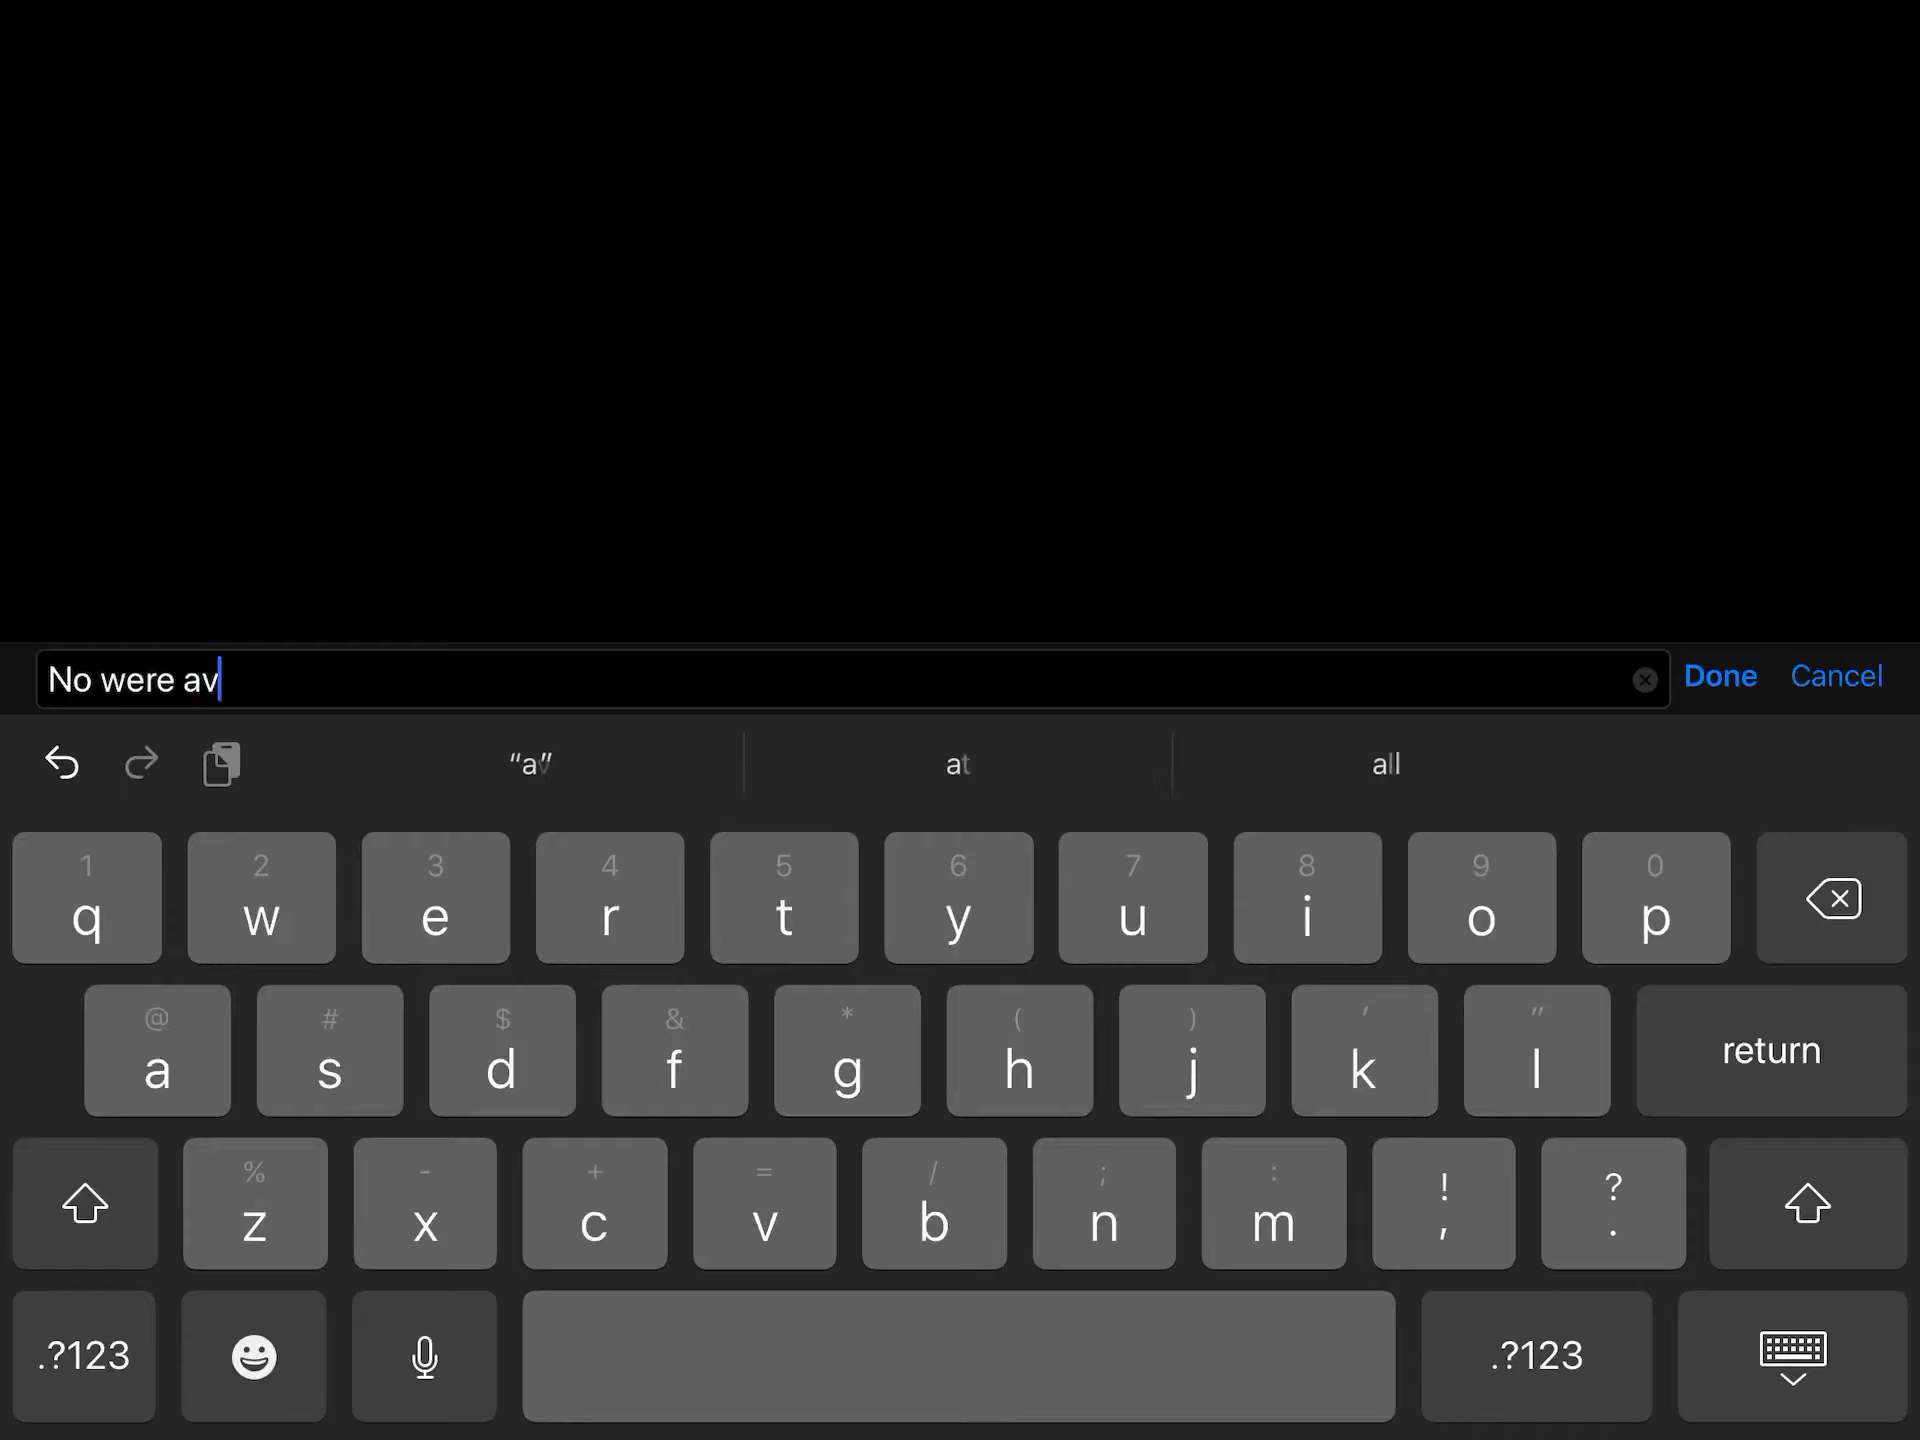 No were av
Done Cancel
“av” at all
1 2 3 4 5 6 7 8 9 0
q w e r t y u i o p
@ # $ & * ( ) ' "
a s d f g h j k l return
% - + = / ; : ! ?
z x c v b n m , .
.?123 .?123